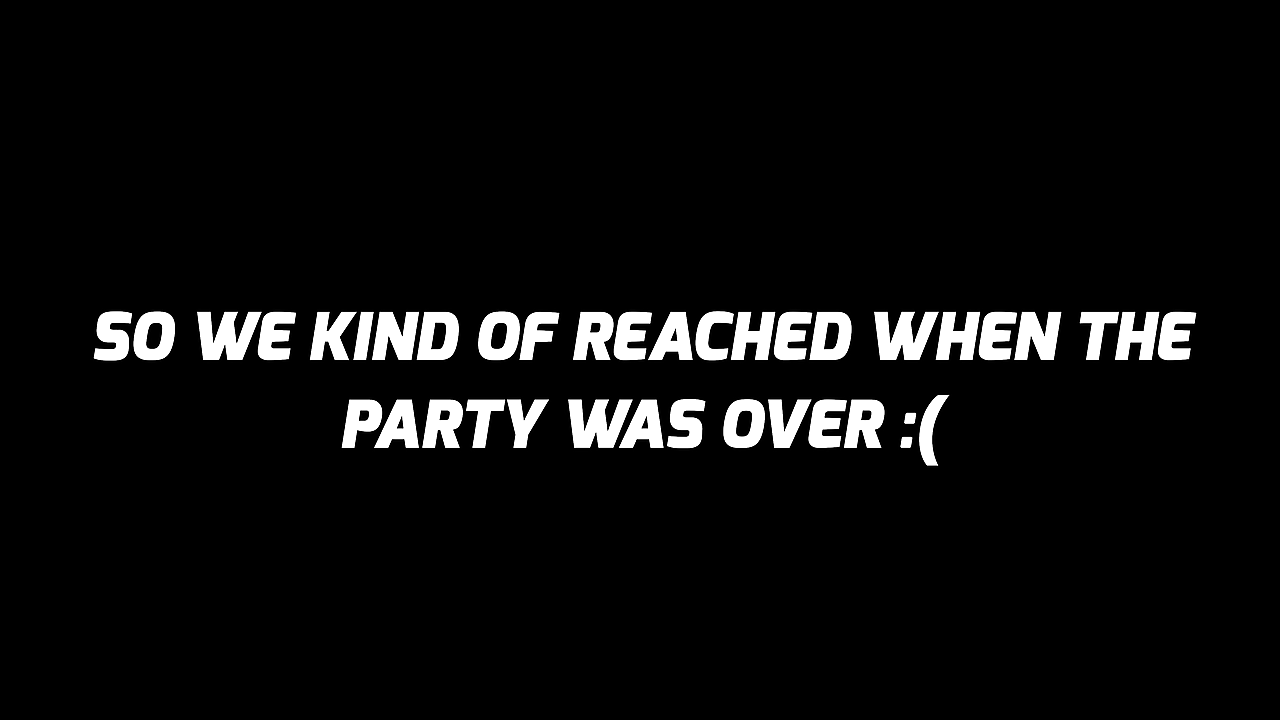 SO WE KIND OF REACHED WHEN THE
PARTY WAS OVER :(